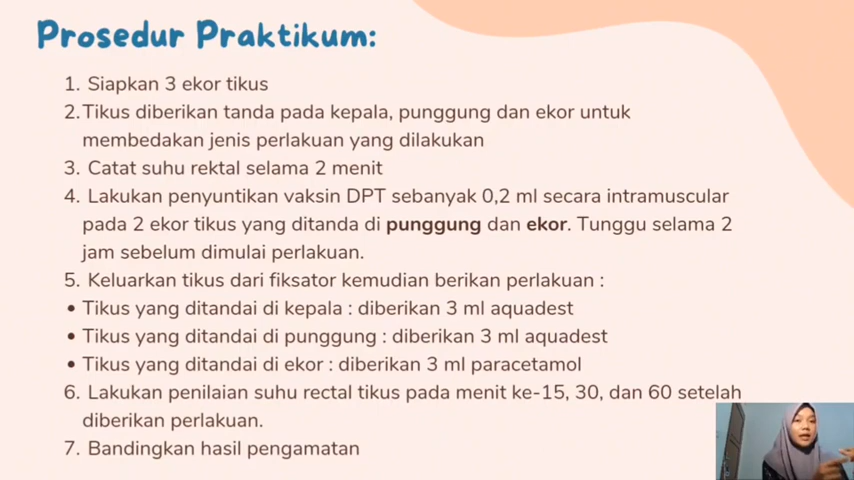 Prosedur Praktikum:
1. Siapkan 3 ekor tikus
2. Tikus diberikan tanda pada kepala, punggung dan ekor untuk
membedakan jenis perlakuan yang dilakukan
3. Catat suhu rektal selama 2 menit
4. Lakukan penyuntikan vaksin DPT sebanyak 0,2 ml secara intramuscular
pada 2 ekor tikus yang ditanda di punggung dan ekor. Tunggu selama 2
jam sebelum dimulai perlakuan.
5. Keluarkan tikus dari fiksator kemudian berikan perlakuan :
• Tikus yang ditandai di kepala : diberikan 3 ml aquadest
• Tikus yang ditandai di punggung : diberikan 3 ml aquadest
• Tikus yang ditandai di ekor : diberikan 3 ml paracetamol
6. Lakukan penilaian suhu rectal tikus pada menit ke-15, 30, dan 60 setelah
diberikan perlakuan.
7. Bandingkan hasil pengamatan